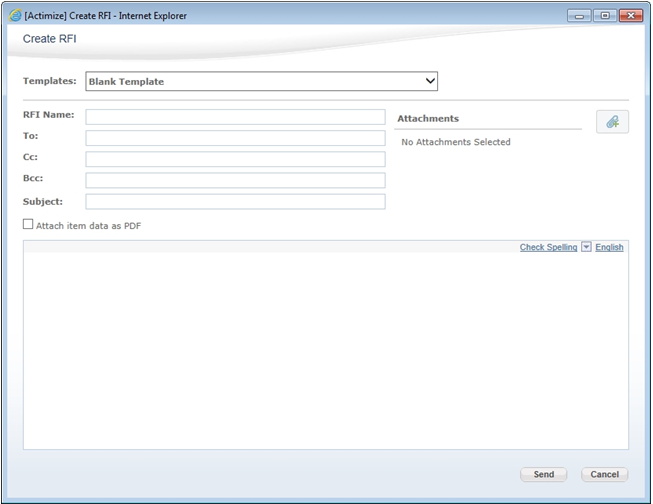 [Actimize] Create RFI - Internet Explorer
Create RFI
Templates: Blank Template
RFI Name:
Attachments
To:
No Attachments Selected
Cc:
Bcc:
Subject:
Attach item data as PDF
Check Spelling English
Send Cancel